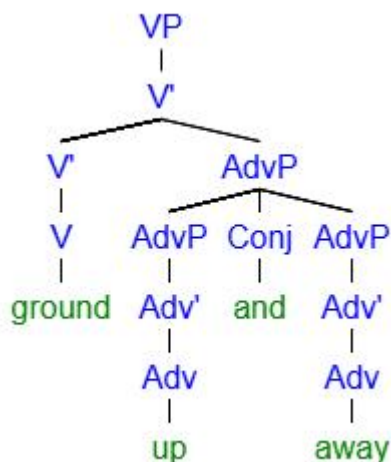 VP
V'
V' AdvP
V AdvP Conj AdvP
ground Adv' and Adv'
Adv Adv
up away